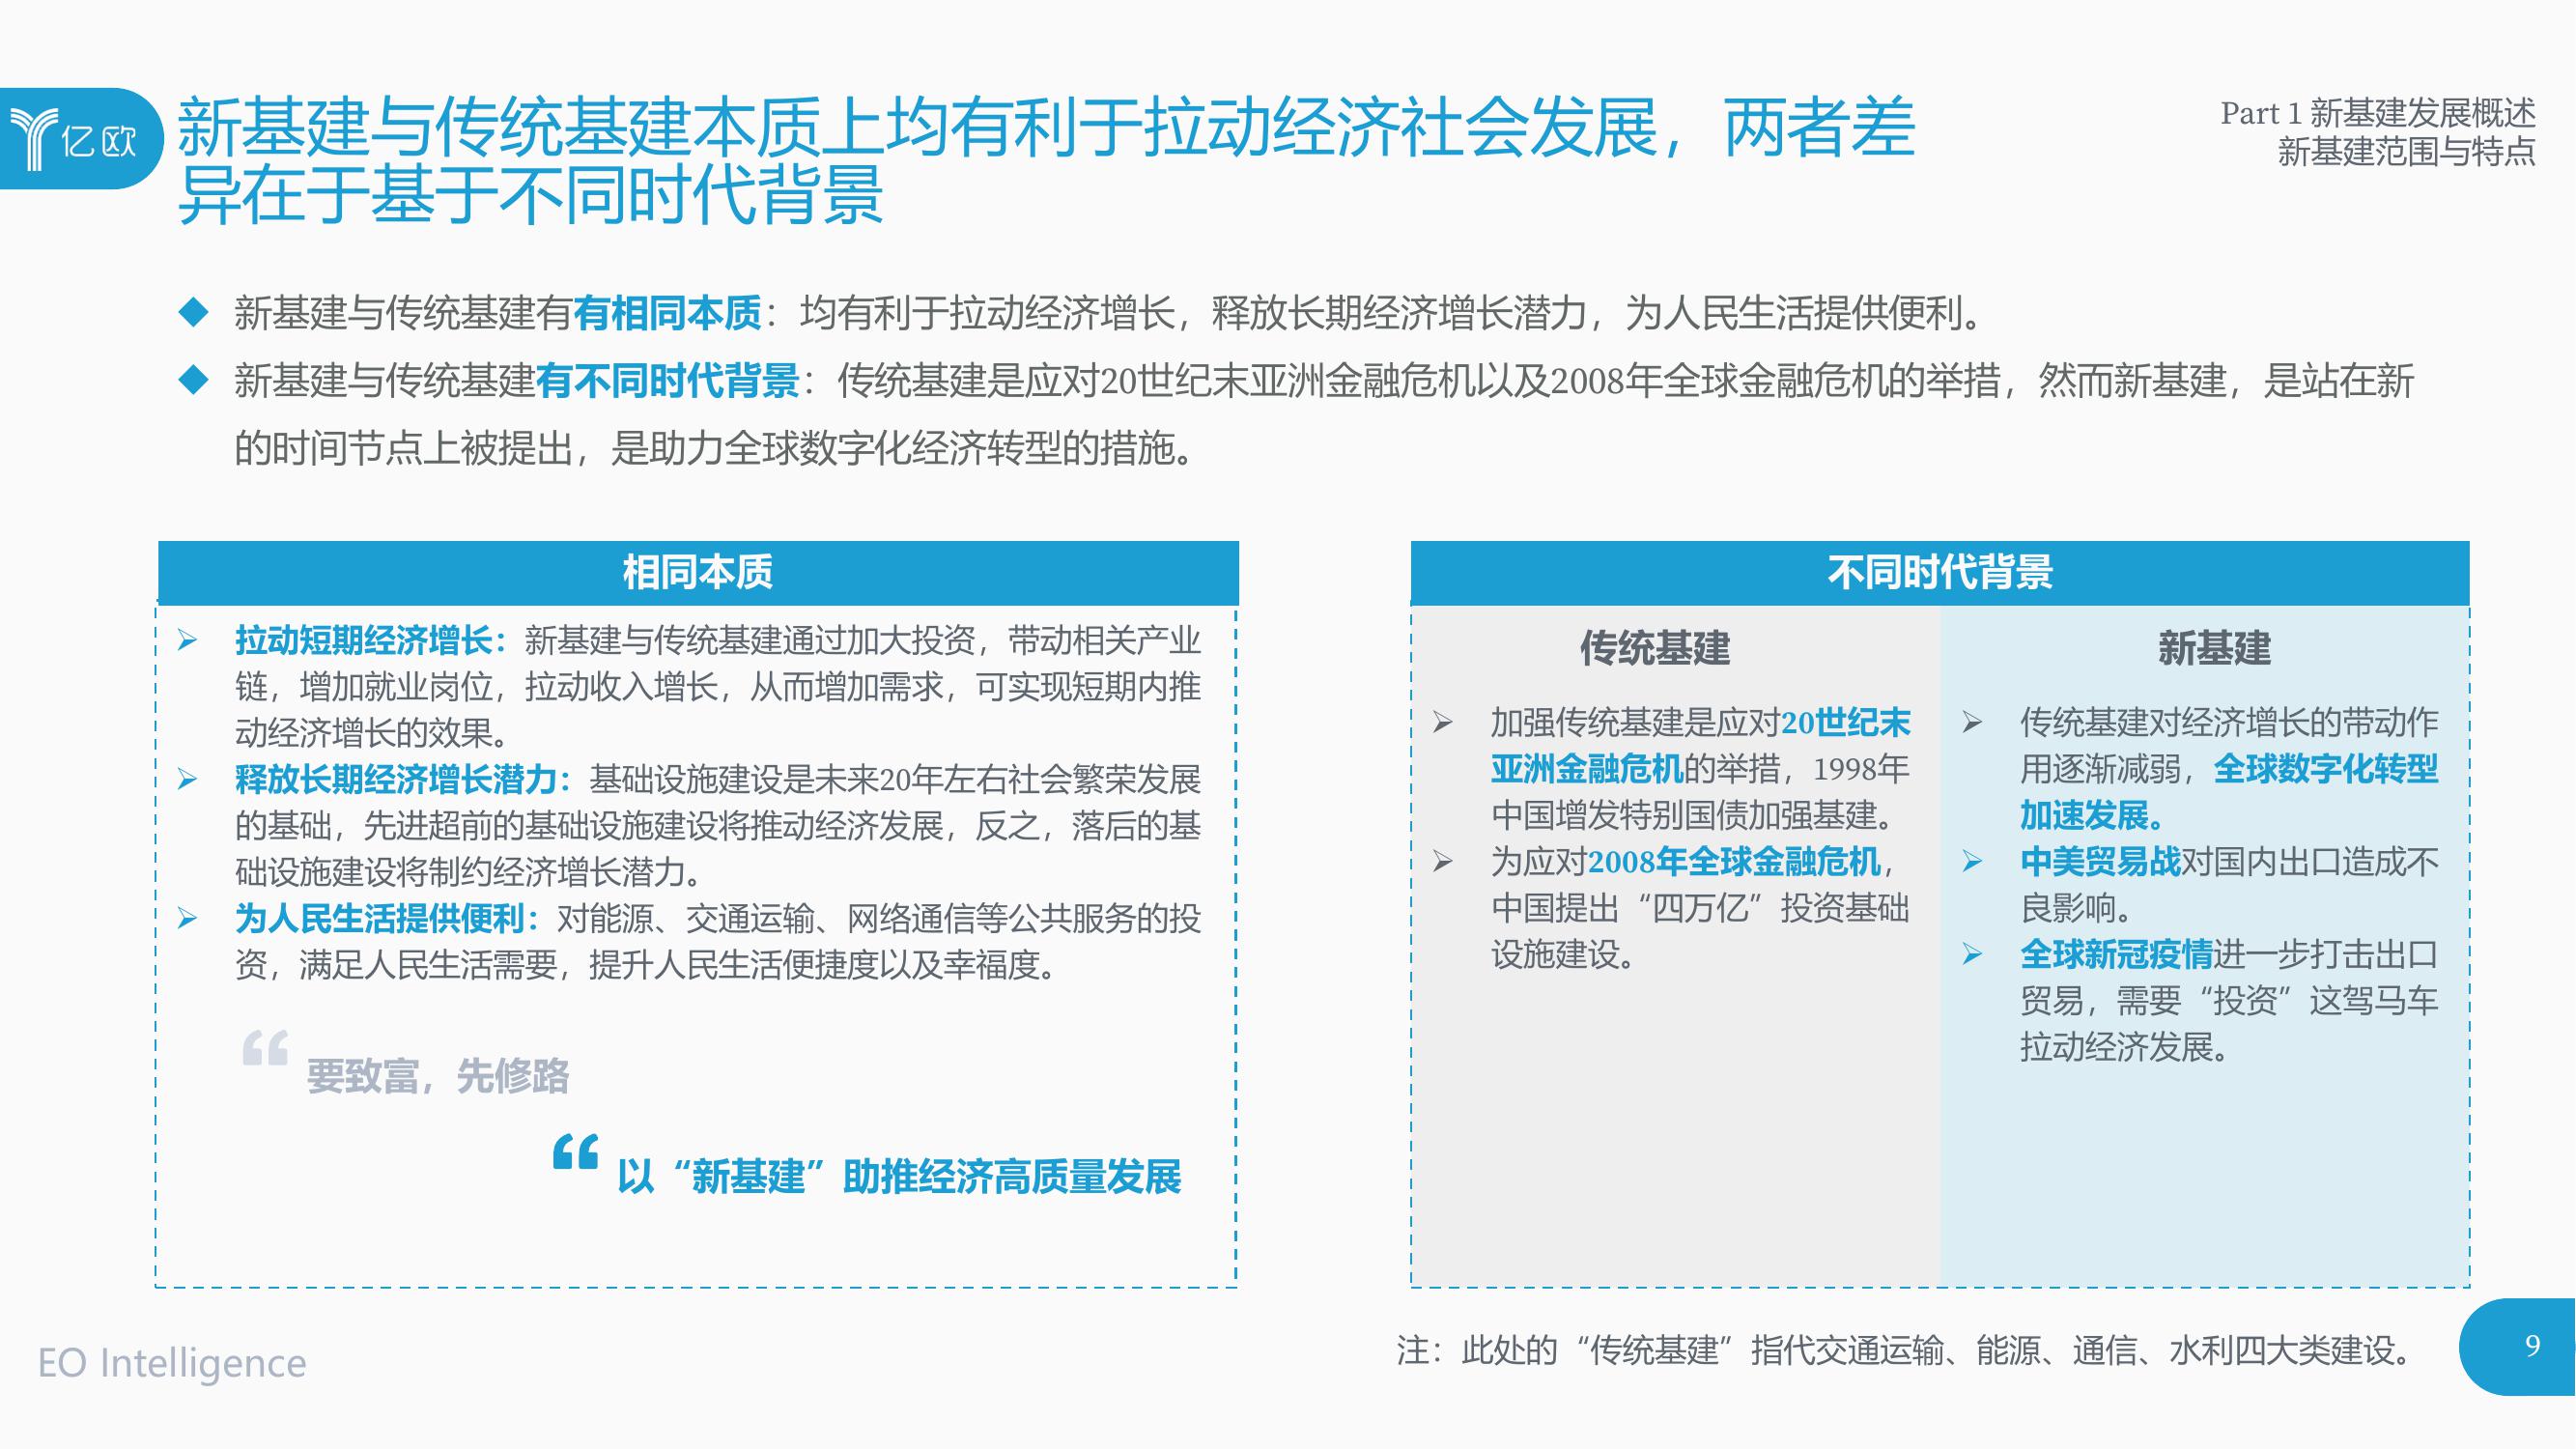 亿欧
新基建与传统基建本质上均有利于拉动经济社会发展，两者差
异在于基于不同时代背景
Part 1 新基建发展概述
新基建范围与特点
◆ 新基建与传统基建有有相同本质：均有利于拉动经济增长，释放长期经济增长潜力，为人民生活提供便利。
◆ 新基建与传统基建有不同时代背景：传统基建是应对20世纪末亚洲金融危机以及2008年全球金融危机的举措，然而新基建，是站在新
的时间节点上被提出，是助力全球数字化经济转型的措施。
相同本质
➢ 拉动短期经济增长：新基建与传统基建通过加大投资，带动相关产业
链，增加就业岗位，拉动收入增长，从而增加需求，可实现短期内推
动经济增长的效果。
➢ 释放长期经济增长潜力：基础设施建设是未来20年左右社会繁荣发展
的基础，先进超前的基础设施建设将推动经济发展，反之，落后的基
础设施建设将制约经济增长潜力。
➢ 为人民生活提供便利：对能源、交通运输、网络通信等公共服务的投
资，满足人民生活需要，提升人民生活便捷度以及幸福度。
“ 要致富，先修路
“ 以“新基建”助推经济高质量发展
不同时代背景
传统基建
➢ 加强传统基建是应对20世纪末
亚洲金融危机的举措，1998年
中国增发特别国债加强基建。
➢ 为应对2008年全球金融危机，
中国提出“四万亿”投资基础
设施建设。
新基建
➢ 传统基建对经济增长的带动作
用逐渐减弱，全球数字化转型
加速发展。
➢ 中美贸易战对国内出口造成不
良影响。
➢ 全球新冠疫情进一步打击出口
贸易，需要“投资”这驾马车
拉动经济发展。
注：此处的“传统基建”指代交通运输、能源、通信、水利四大类建设。
EO Intelligence
9